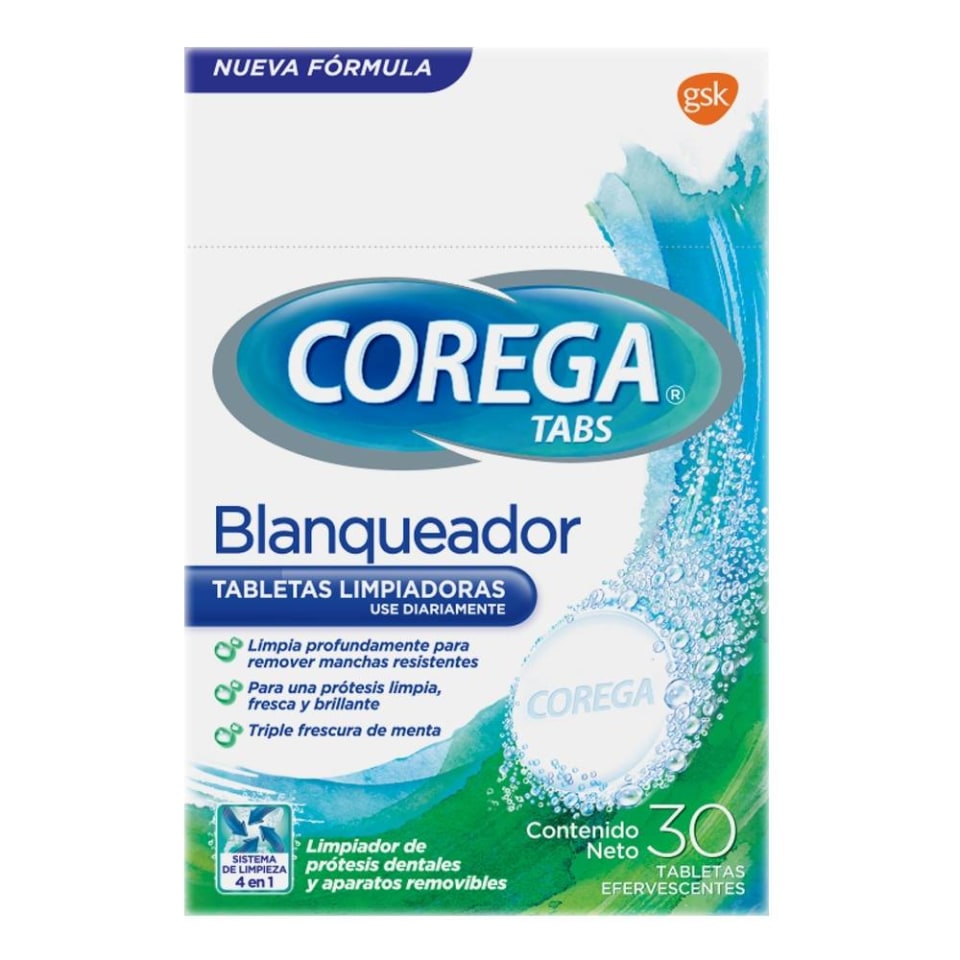 NUEVA FÓRMULA
gsk
COREGA®
TABS
Blanqueador
TABLETAS LIMPIADORAS
USE DIARIAMENTE
Limpia profundamente para
remover manchas resistentes
Para una prótesis limpia,
fresca y brillante
Triple frescura de menta
COREGA
SISTEMA
DE LIMPIEZA
4 en 1
Limpiador de
prótesis dentales
y aparatos removibles
Contenido
Neto 30
TABLETAS
EFERVESCENTES